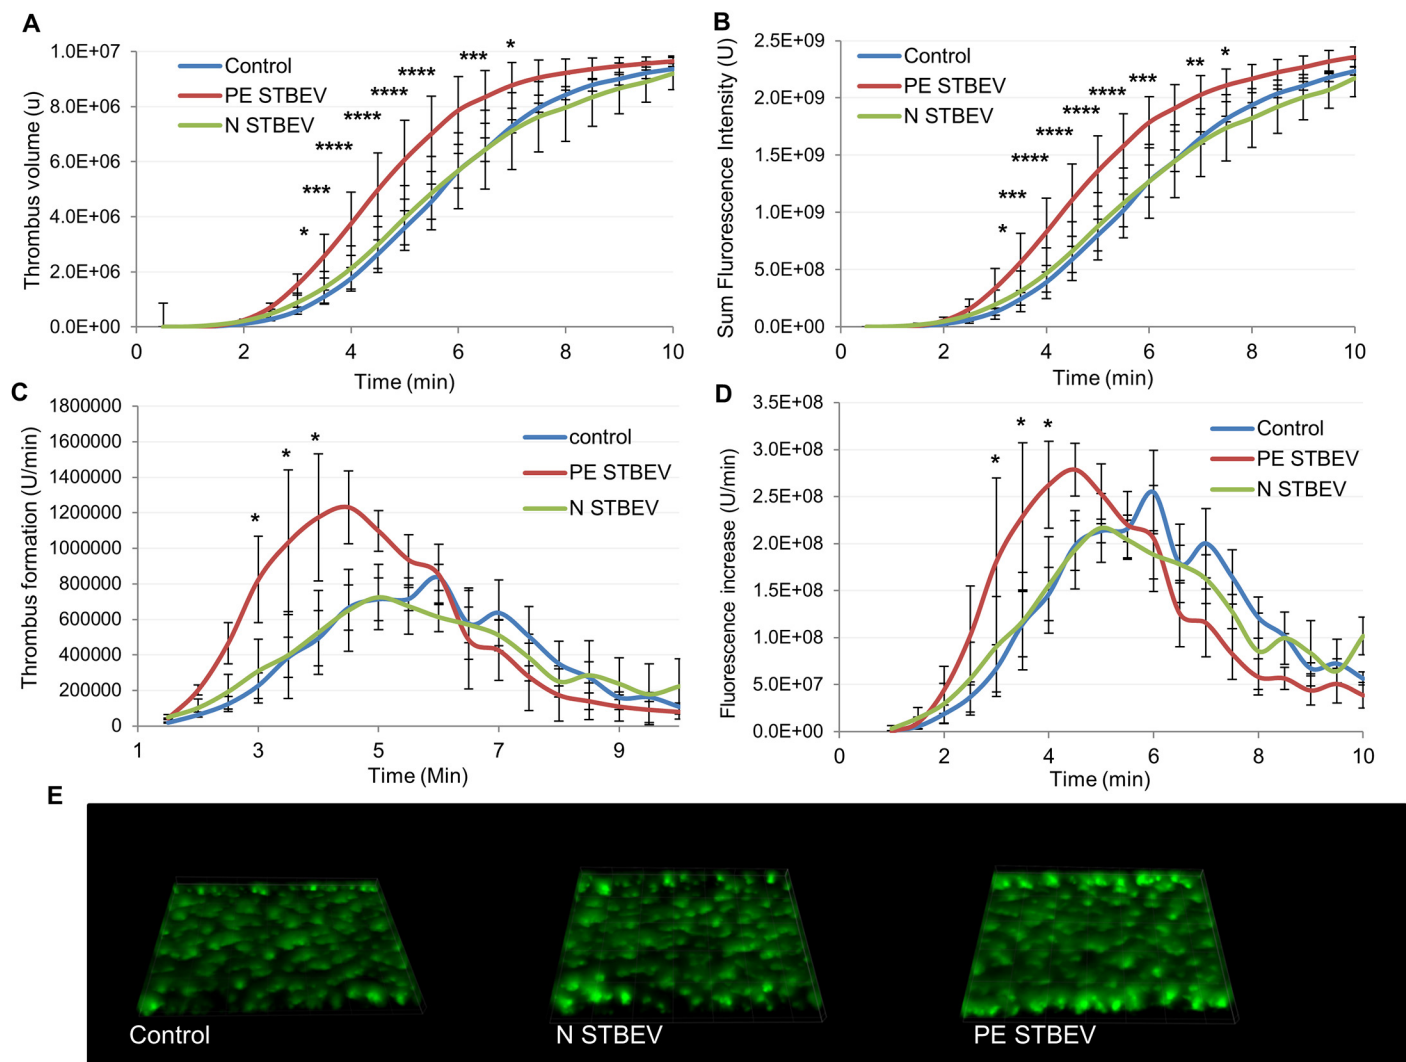 A
Thrombus volume (u)
1.0E+07
8.0E+06
6.0E+06
4.0E+06
2.0E+06
0.0E+00
Control
PE STBEV
N STBEV
*
***
****
****
****
****
***
*
0 2 4 6 8 10
Time (min)
B
Sum Fluorescence Intensity (U)
2.5E+09
2.0E+09
1.5E+09
1.0E+09
5.0E+08
0.0E+00
Control
PE STBEV
N STBEV
*
***
****
****
****
****
***
**
*
0 2 4 6 8 10
Time (min)
C
Thrombus formation (U/min)
1800000
1600000
1400000
1200000
1000000
800000
600000
400000
200000
0
control
PE STBEV
N STBEV
*
*
*
1 3 5 7 9
Time (Min)
D
Fluorescence increase (U/min)
3.5E+08
3.0E+08
2.5E+08
2.0E+08
1.5E+08
1.0E+08
5.0E+07
0.0E+00
Control
PE STBEV
N STBEV
*
*
*
0 2 4 6 8 10
Time (min)
E
Control
N STBEV
PE STBEV